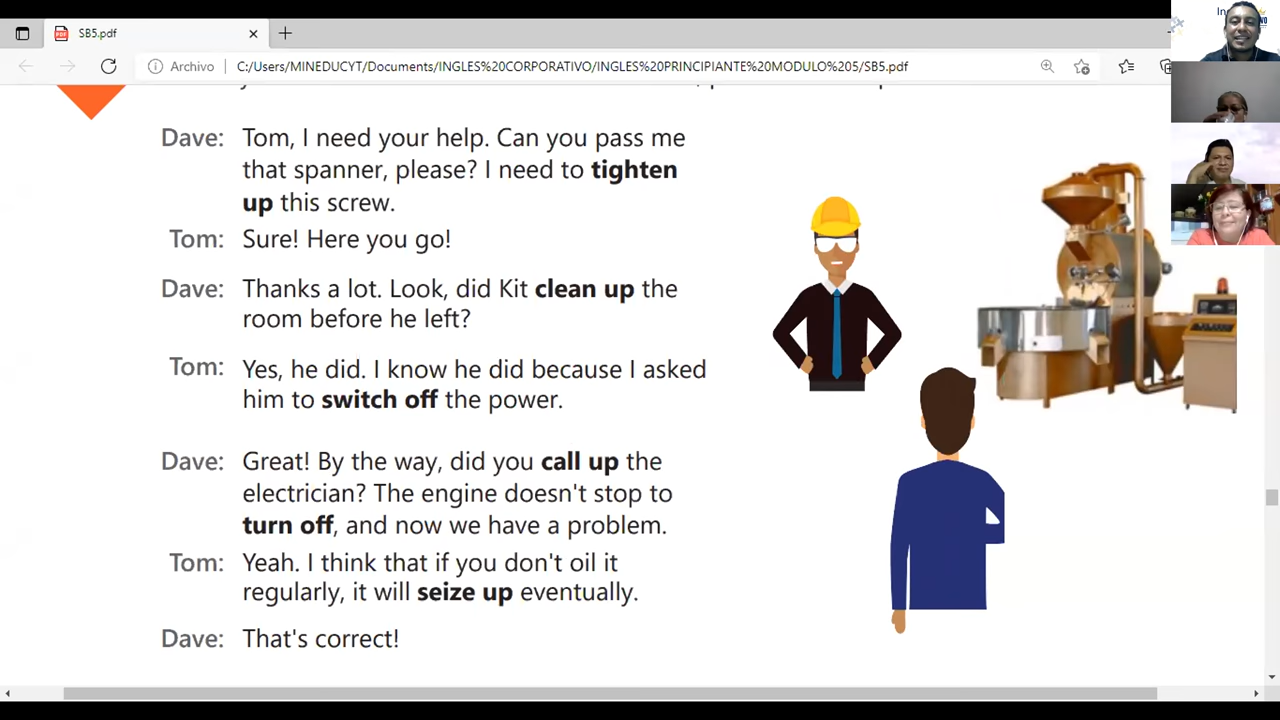 SB5.pdf
Archivo
C:/Users/MINEDUCYT/Documents/INGLES%20CORPORATIVO/INGLES%20PRINCIPIANTE%20MODULO%205/SB5.pdf
Dave: Tom, I need your help. Can you pass me
that spanner, please? I need to tighten
up this screw.
Tom: Sure! Here you go!
Dave: Thanks a lot. Look, did Kit clean up the
room before he left?
Tom: Yes, he did. I know he did because I asked
him to switch off the power.
Dave: Great! By the way, did you call up the
electrician? The engine doesn't stop to
turn off, and now we have a problem.
Tom: Yeah. I think that if you don't oil it
regularly, it will seize up eventually.
Dave: That's correct!